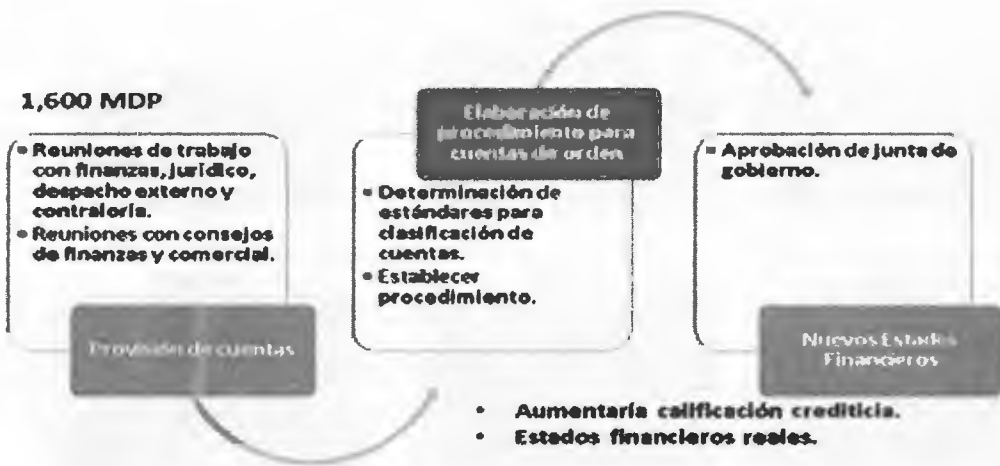 1,600 MDP
• Reuniones de trabajo
con finanzas, jurídico,
despacho externo y
contraloría.
• Reuniones con consejos
de finanzas y comercial.
Provisión de cuentas
Elaboración de
procedimiento para
cuentas de orden
• Determinación de
estándares para
clasificación de
cuentas.
• Establecer
procedimiento.
• Aprobación de junta de
gobierno.
Nuevos Estados
Financieros
• Aumentaría calificación crediticia.
• Estados financieros reales.